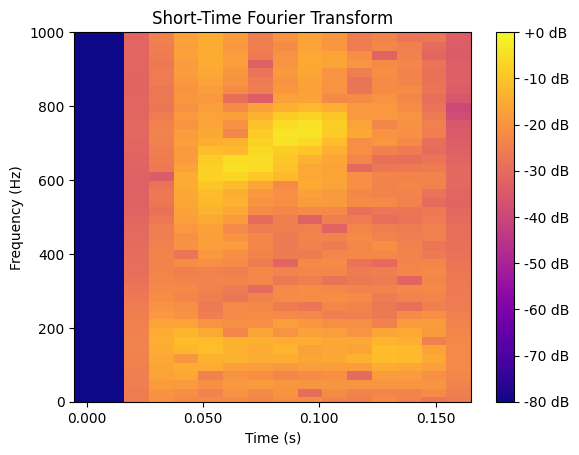 Short-Time Fourier Transform
1000
800
600
400
200
0
Frequency (Hz)
0.000
0.050
0.100
0.150
Time (s)
+0 dB
-10 dB
-20 dB
-30 dB
-40 dB
-50 dB
-60 dB
-70 dB
-80 dB